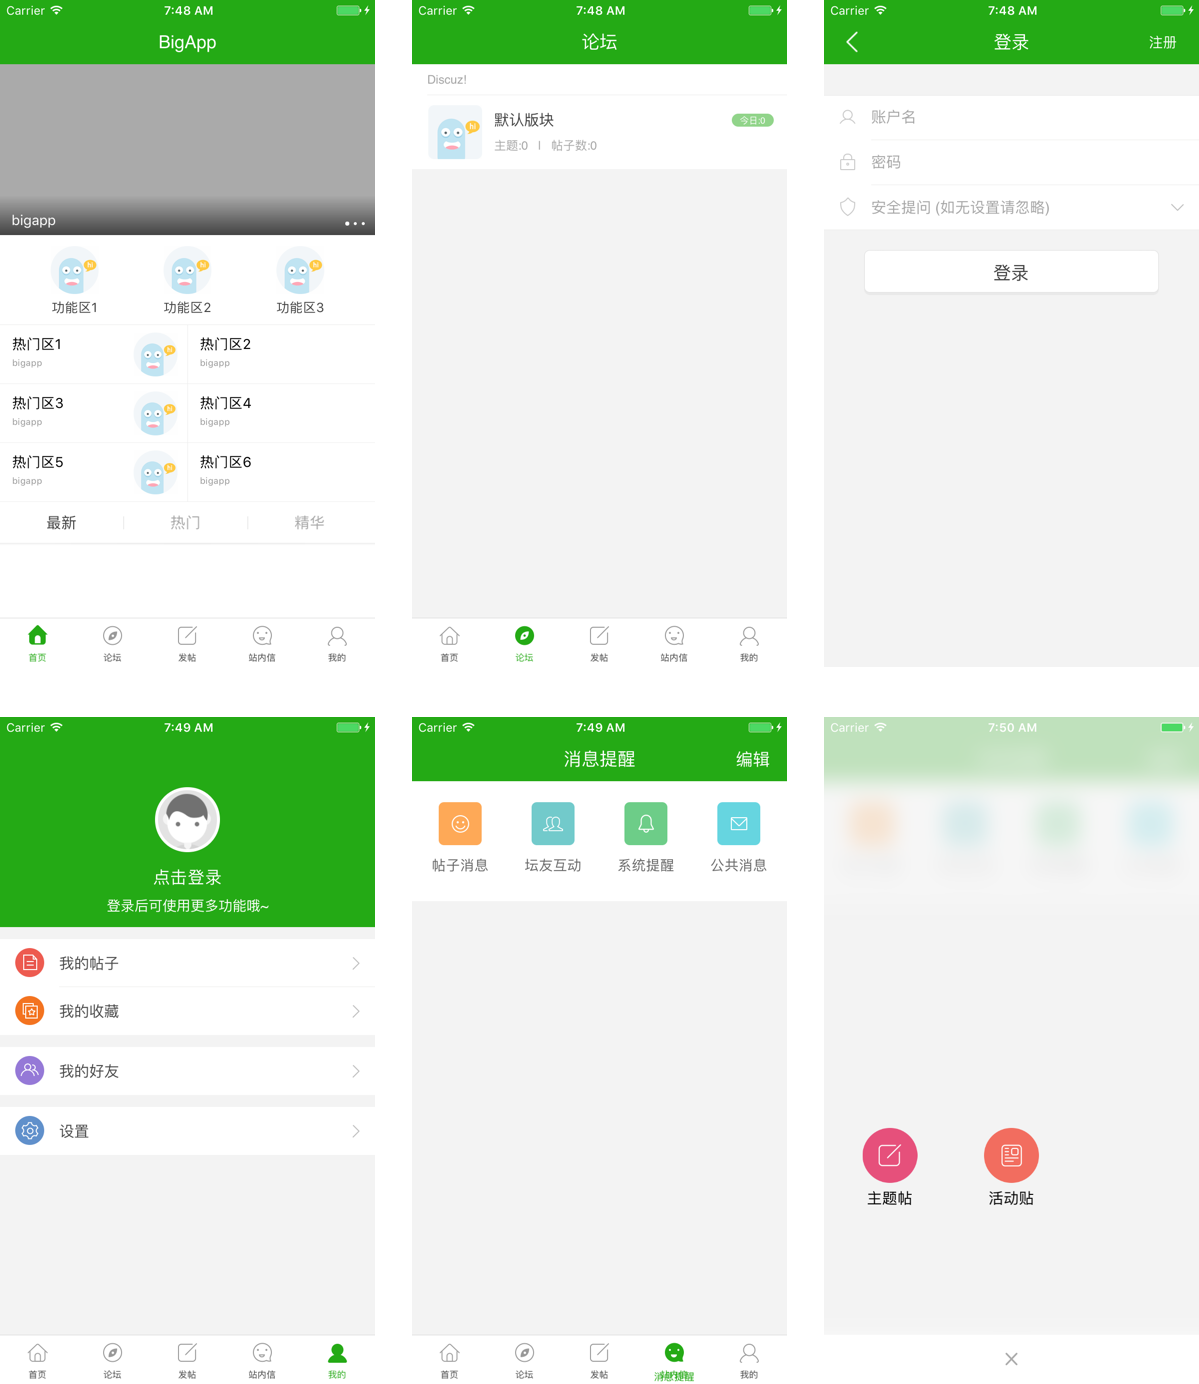 Carrier 7:48 AM
BigApp
bigapp
hi hi hi
功能区1 功能区2 功能区3
热门区1 热门区2
bigapp hi bigapp
热门区3 热门区4
bigapp hi bigapp
热门区5 热门区6
bigapp hi bigapp
最新 热门 精华
首页 论坛 发帖 站内信 我的
Carrier 7:48 AM
论坛
Discuz!
默认版块 今日:0
hi
主题:0 | 帖子数:0
首页 论坛 发帖 站内信 我的
Carrier 7:48 AM
登录 注册
账户名
密码
安全提问 (如无设置请忽略)
登录
Carrier 7:49 AM
点击登录
登录后可使用更多功能哦~
我的帖子
我的收藏
我的好友
设置
首页 论坛 发帖 站内信 我的
Carrier 7:49 AM
消息提醒 编辑
帖子消息 坛友互动 系统提醒 公共消息
首页 论坛 发帖 消息提醒 我的
Carrier 7:50 AM
主题帖 活动贴